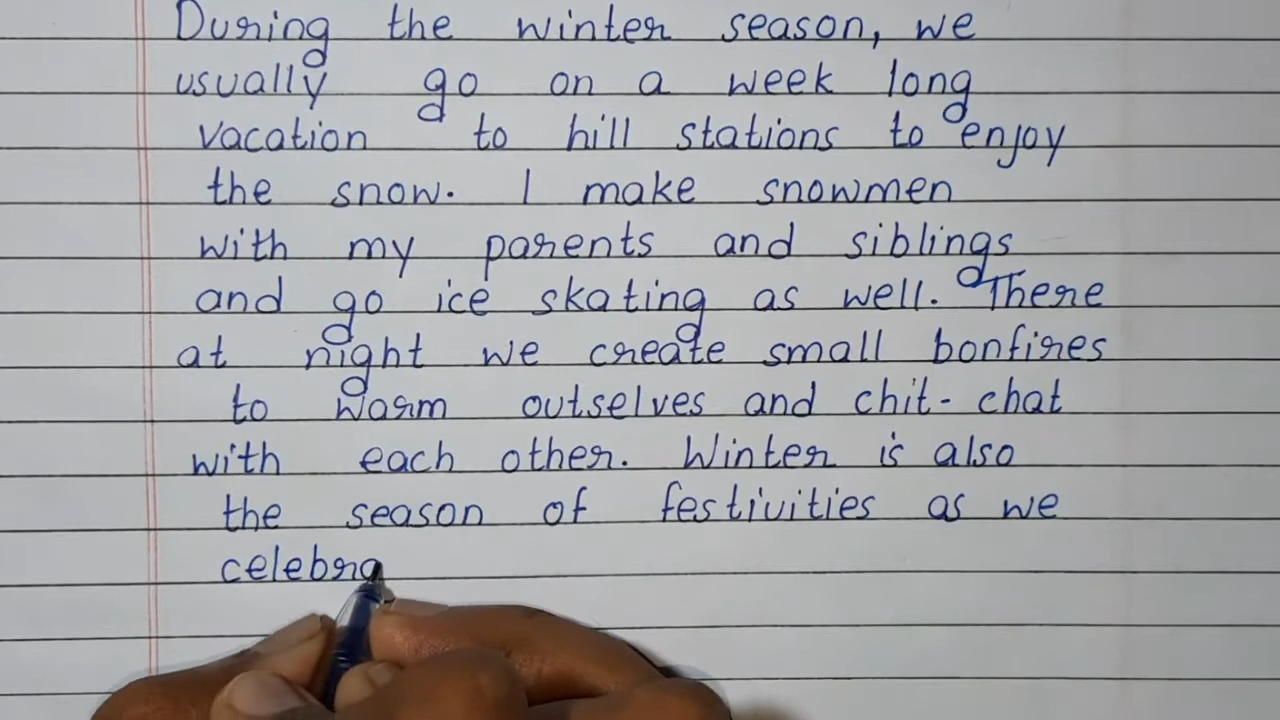 During the winter season, we
usually go on a week long
vacation to hill stations to enjoy
the snow. I make snowmen
with my parents and siblings
and go ice skating as well. There
at night we create small bonfires
to warm outselves and chit-chat
with each other. Winter is also
the season of festivities as we
celebra